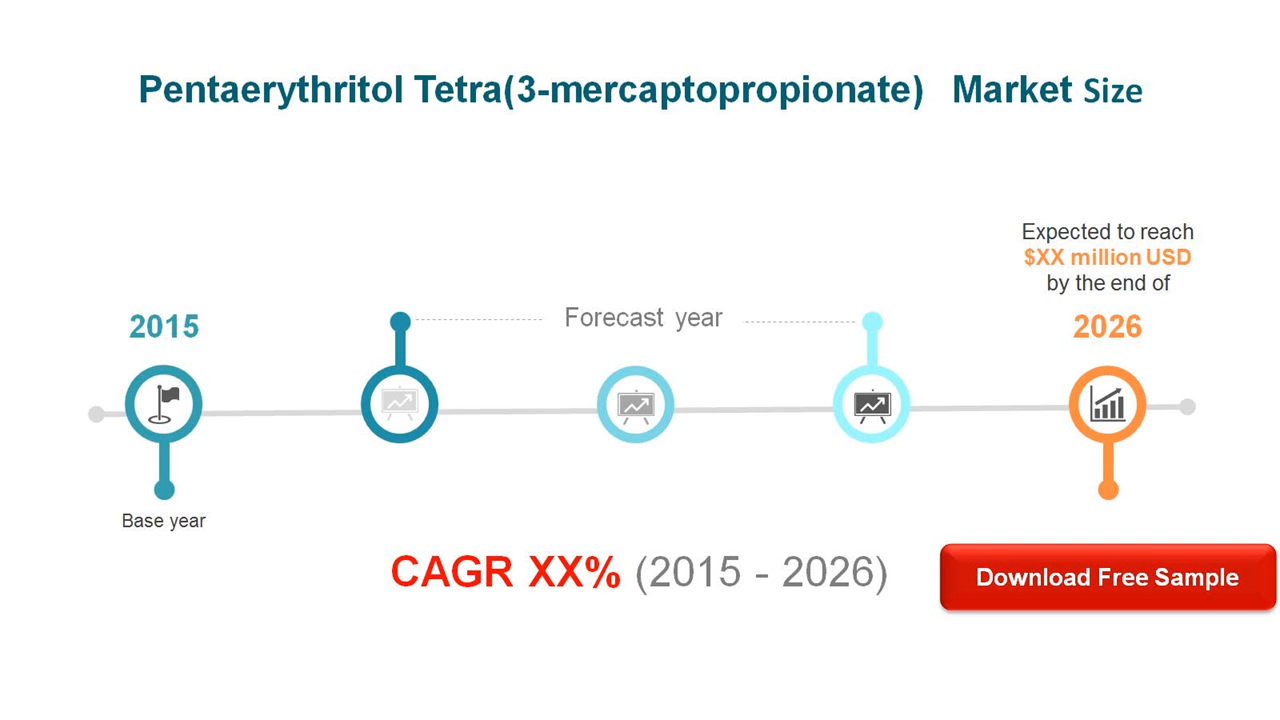 Pentaerythritol Tetra(3-mercaptopropionate) Market Size
Expected to reach
$XX million USD
by the end of
2015
Forecast year
2026
Base year
CAGR XX% (2015 - 2026)
Download Free Sample